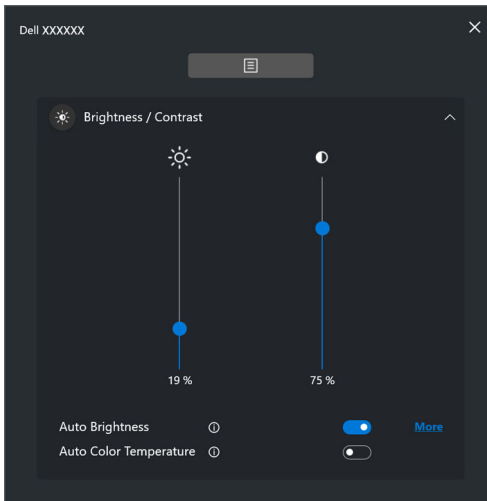 Dell XXXXXX
Brightness / Contrast
19 %
75 %
Auto Brightness
More
Auto Color Temperature